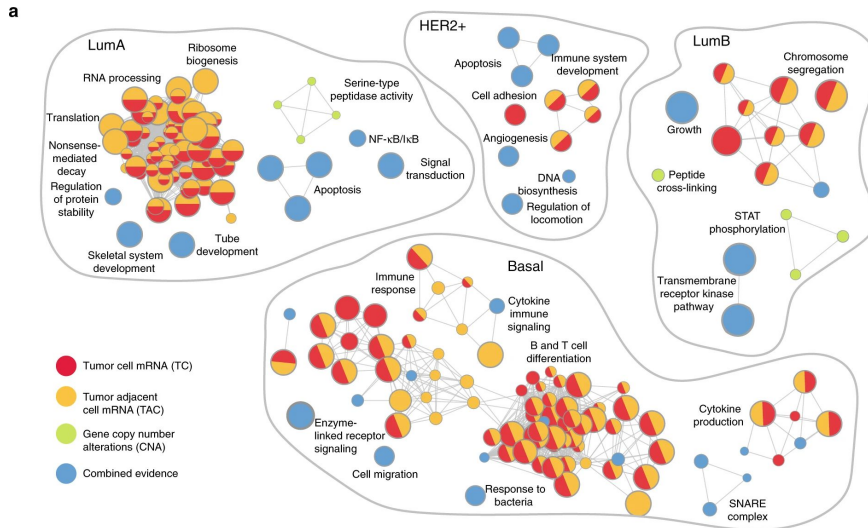 a
LumA
Ribosome
biogenesis
RNA processing
Translation
Nonsense-
mediated
decay
Regulation
of protein
stability
Skeletal system
development
Tube
development
Serine-type
peptidase activity
NF-κB/IκB
Signal
transduction
Apoptosis
HER2+
Apoptosis
Immune system
development
Cell adhesion
Angiogenesis
DNA
biosynthesis
Regulation of
locomotion
LumB
Chromosome
segregation
Growth
Peptide
cross-linking
STAT
phosphorylation
Transmembrane
receptor kinase
pathway
Basal
Immune
response
Cytokine
immune
signaling
B and T cell
differentiation
Enzyme-
linked receptor
signaling
Cell migration
Response to
bacteria
Cytokine
production
SNARE
complex
Tumor cell mRNA (TC)
Tumor adjacent
cell mRNA (TAC)
Gene copy number
alterations (CNA)
Combined evidence